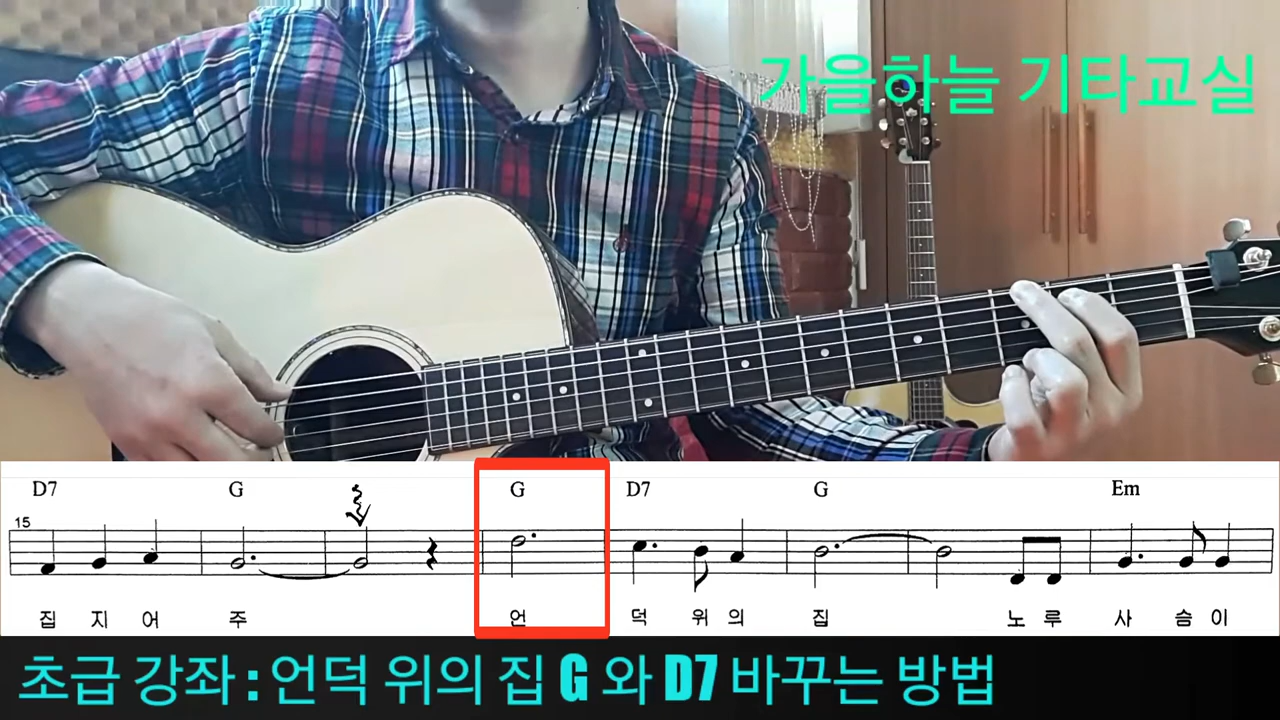 가을하늘 기타교실
D7 G G D7 G Em
15
집 지 어 주 언 덕 위 의 집 노 루 사 슴 이
초급 강좌 : 언덕 위의 집 G 와 D7 바꾸는 방법